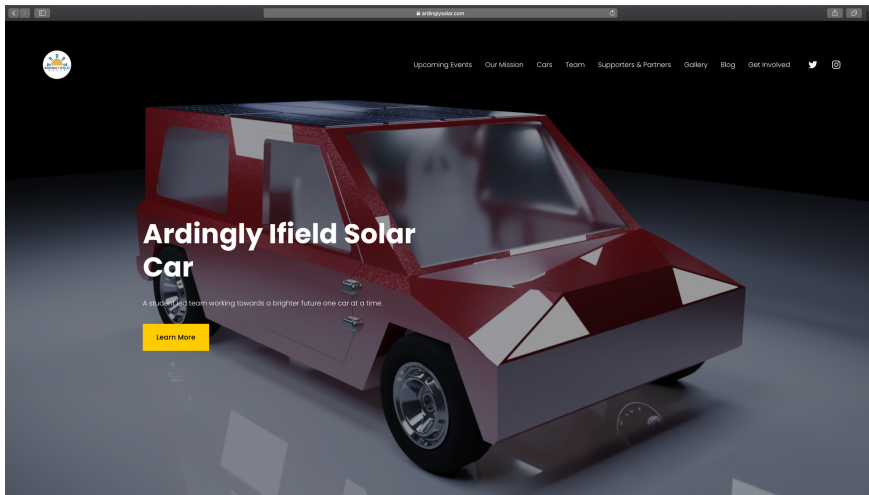 ardinglysolar.com
Upcoming Events Our Mission Cars Team Supporters & Partners Gallery Blog Get Involved
Ardingly Ifield Solar
Car
A student led team working towards a brighter future one car at a time.
Learn More